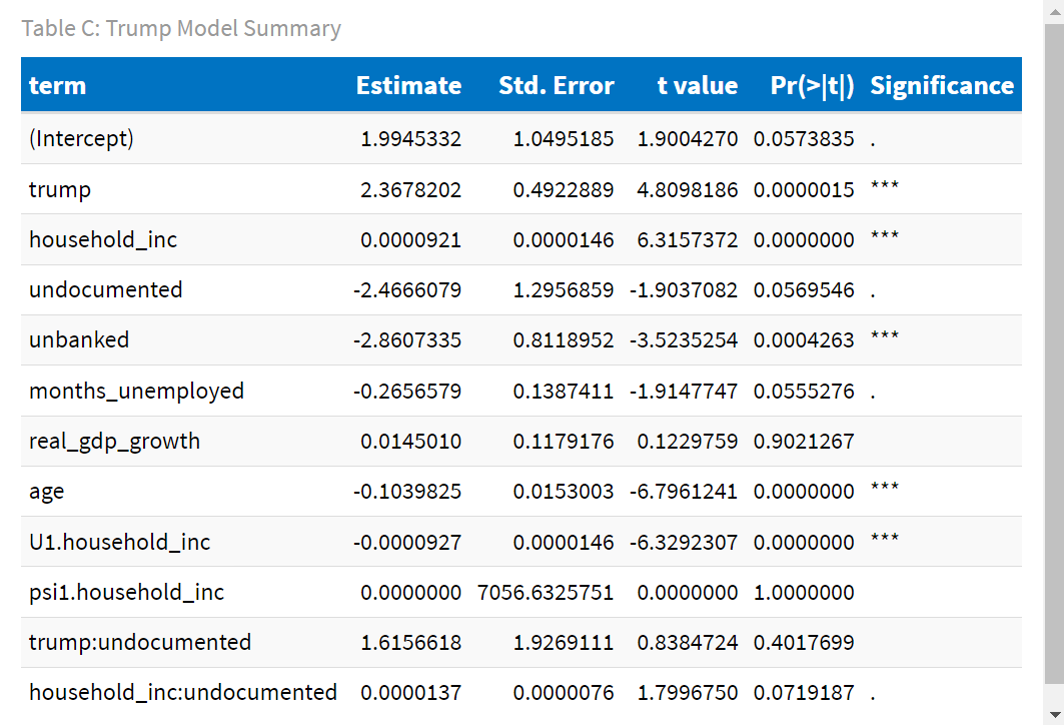 Table C: Trump Model Summary
term Estimate Std. Error t value Pr(>|t|) Significance
(Intercept) 1.9945332 1.0495185 1.9004270 0.0573835 .
trump 2.3678202 0.4922889 4.8098186 0.0000015 ***
household_inc 0.0000921 0.0000146 6.3157372 0.0000000 ***
undocumented -2.4666079 1.2956859 -1.9037082 0.0569546 .
unbanked -2.8607335 0.8118952 -3.5235254 0.0004263 ***
months_unemployed -0.2656579 0.1387411 -1.9147747 0.0555276 .
real_gdp_growth 0.0145010 0.1179176 0.1229759 0.9021267
age -0.1039825 0.0153003 -6.7961241 0.0000000 ***
U1.household_inc -0.0000927 0.0000146 -6.3292307 0.0000000 ***
psi1.household_inc 0.0000000 7056.6325751 0.0000000 1.0000000
trump:undocumented 1.6156618 1.9269111 0.8384724 0.4017699
household_inc:undocumented 0.0000137 0.0000076 1.7996750 0.0719187 .